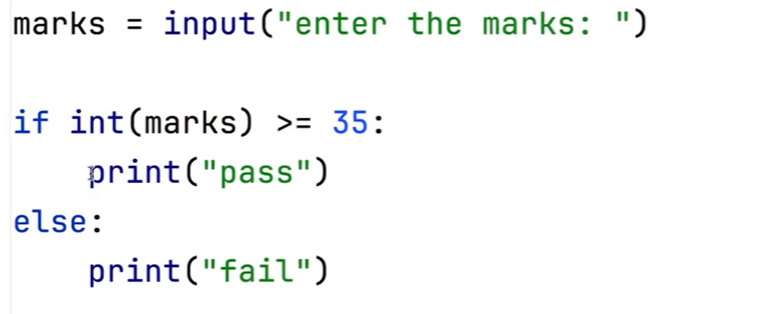 marks = input("enter the marks: ")
if int(marks) >= 35:
    print("pass")
else:
    print("fail")